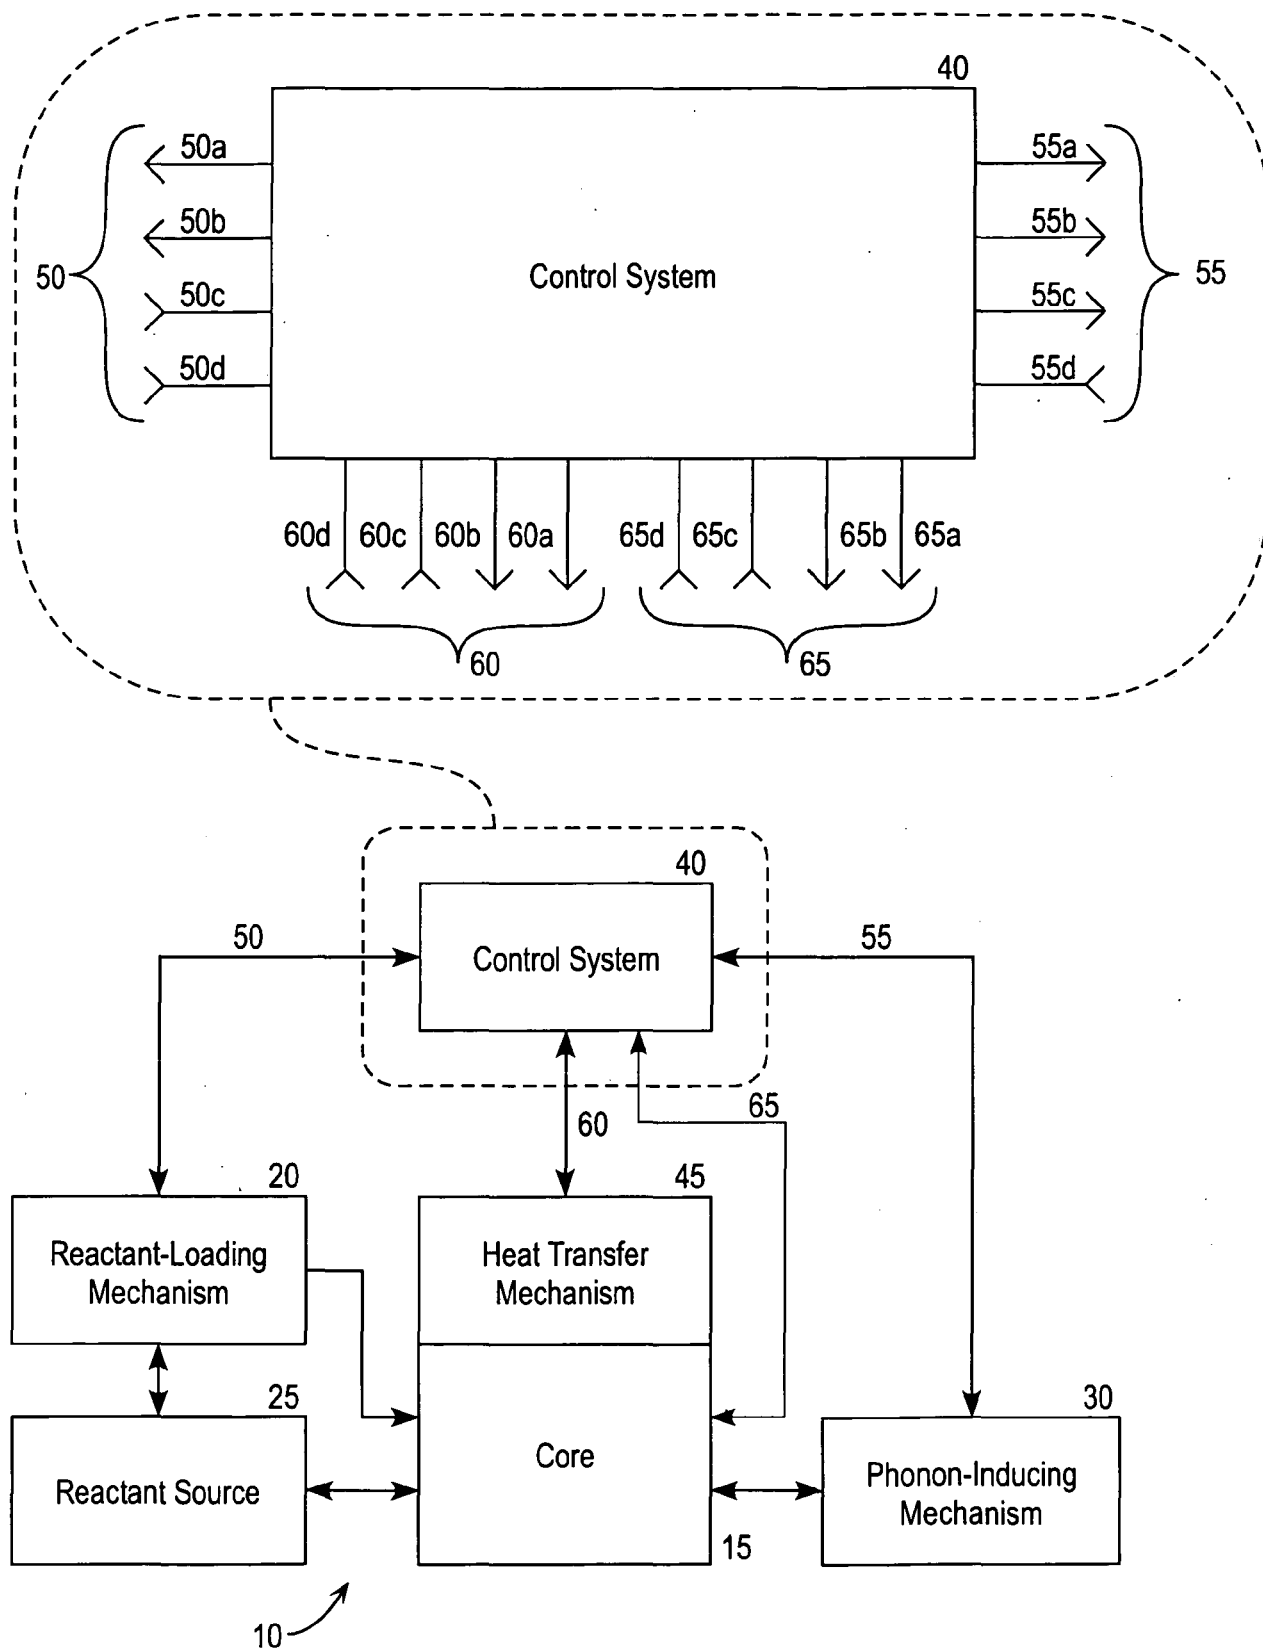 40
50a
55a
50b
55b
50
Control System
55
50c
55c
50d
55d
60d
60c
60b
60a
65d
65c
65b
65a
60
65
40
50
Control System
55
60
65
20
45
Reactant-Loading
Mechanism
Heat Transfer
Mechanism
25
30
Reactant Source
Core
Phonon-Inducing
Mechanism
15
10